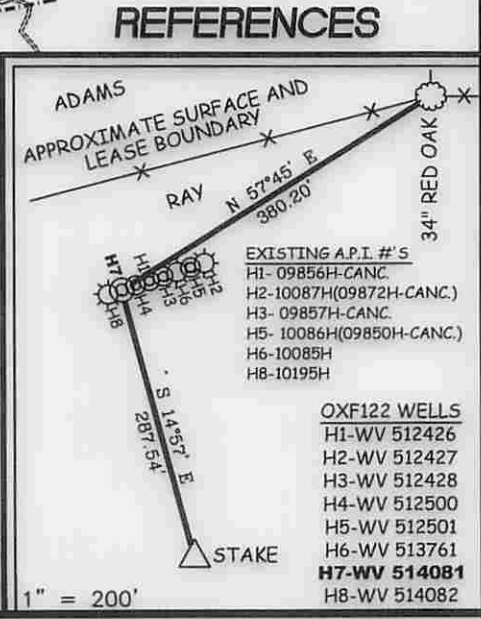 REFERENCES
ADAMS
APPROXIMATE SURFACE AND
LEASE BOUNDARY
RAY
N 57°45' E
380.20'
34" RED OAK
H7
H1
H8
H4
H3
H6
H5
H2
EXISTING A.P.I. #'S
H1- 09856H-CANC.
H2-10087H(09872H-CANC.)
H3- 09857H-CANC.
H5- 10086H(09850H-CANC.)
H6-10085H
H8-10195H
S 14°57' E
287.54'
OXF122 WELLS
H1-WV 512426
H2-WV 512427
H3-WV 512428
H4-WV 512500
H5-WV 512501
H6-WV 513761
H7-WV 514081
H8-WV 514082
STAKE
1" = 200'